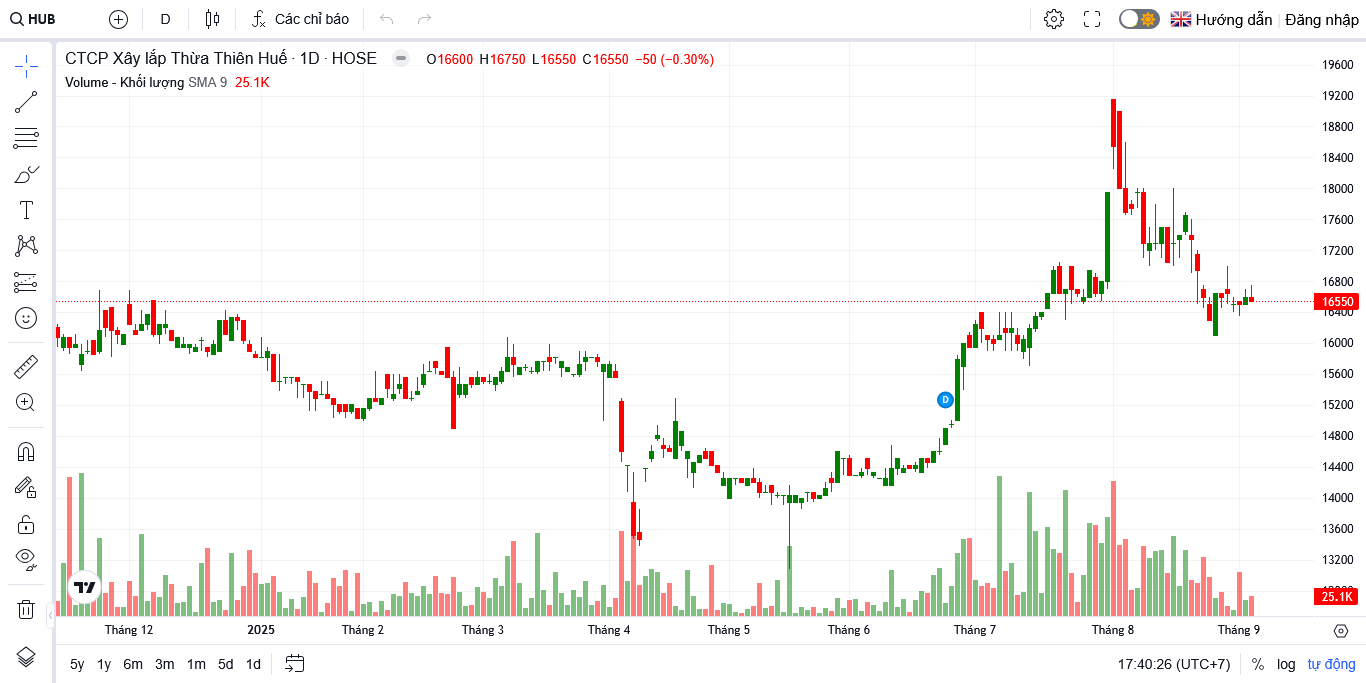 HUB D Các chỉ báo Hướng dẫn Đăng nhập
CTCP Xây lắp Thừa Thiên Huế · 1D · HOSE O16600 H16750 L16550 C16550 −50 (−0.30%)
Volume - Khối lượng SMA 9 25.1K
19600
19200
18800
18400
18000
17600
17200
16800
16550
16400
16000
15600
15200
14800
14400
14000
13600
13200
25.1K
D
Tháng 12 2025 Tháng 2 Tháng 3 Tháng 4 Tháng 5 Tháng 6 Tháng 7 Tháng 8 Tháng 9
5y 1y 6m 3m 1m 5d 1d 17:40:26 (UTC+7) % log tự động